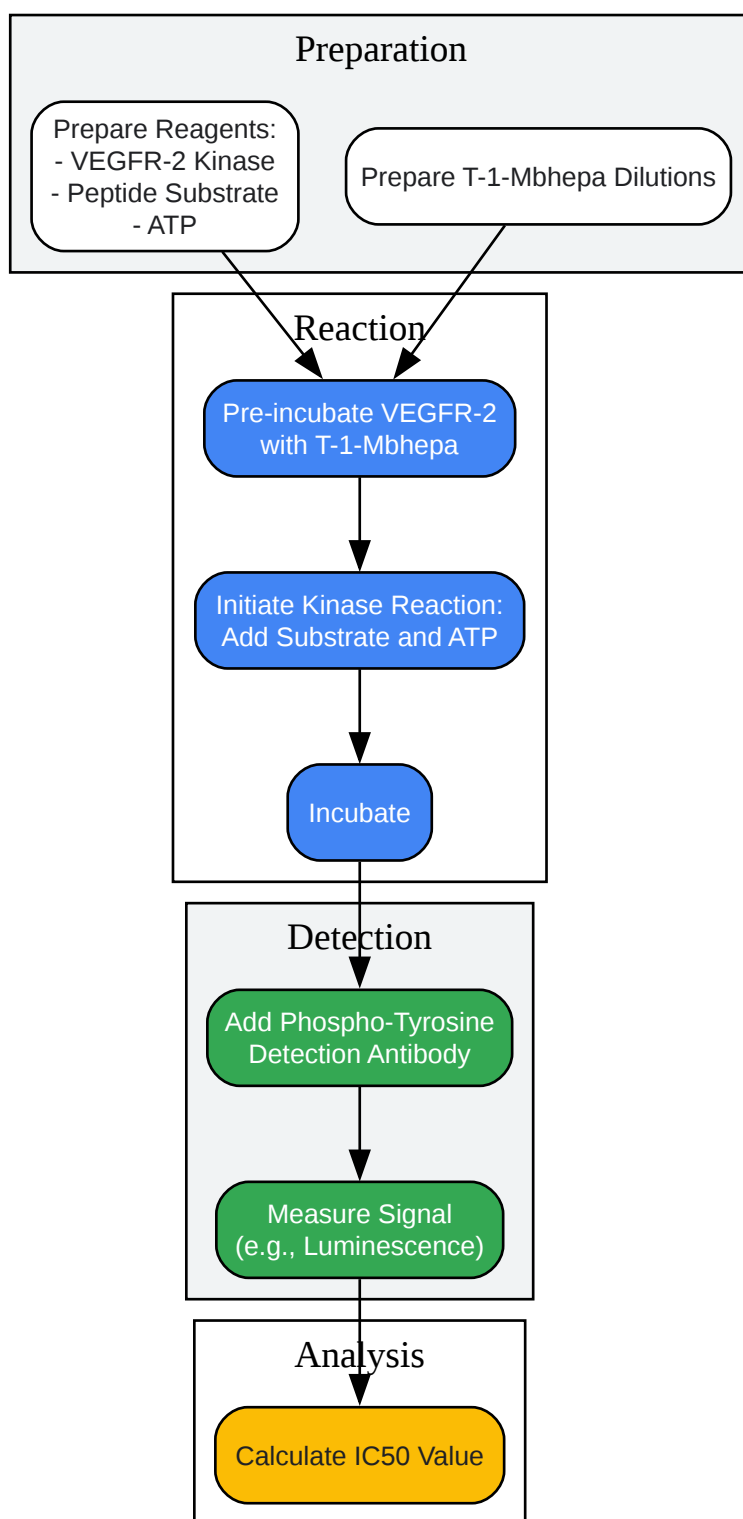 Preparation
Prepare Reagents:
- VEGFR-2 Kinase
- Peptide Substrate
- ATP
Prepare T-1-Mbhepa Dilutions
Reaction
Pre-incubate VEGFR-2
with T-1-Mbhepa
Initiate Kinase Reaction:
Add Substrate and ATP
Incubate
Detection
Add Phospho-Tyrosine
Detection Antibody
Measure Signal
(e.g., Luminescence)
Analysis
Calculate IC50 Value